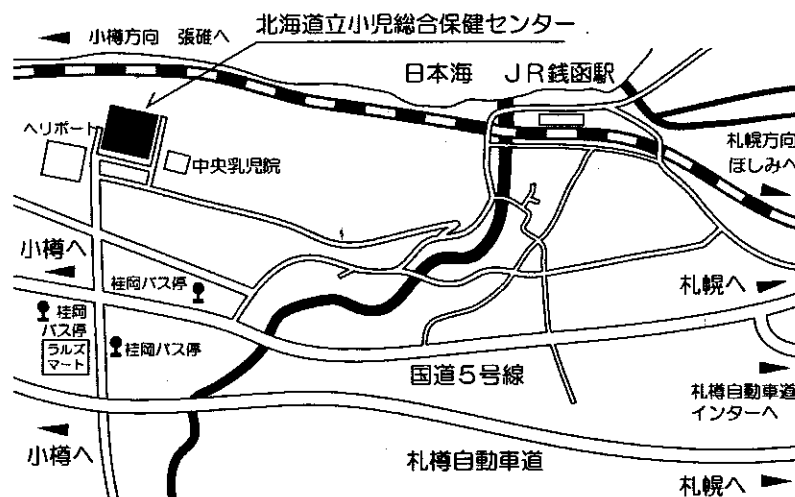 北海道立小児総合保健センター
小樽方向 張碓へ
日本海
JR銭函駅
ヘリポート
中央乳児院
札幌方向
ほしみへ
小樽へ
桂岡バス停
札幌へ
桂岡
バス停
ラルズ
マート
桂岡バス停
国道5号線
札樽自動車道
インターへ
小樽へ
札樽自動車道
札幌へ